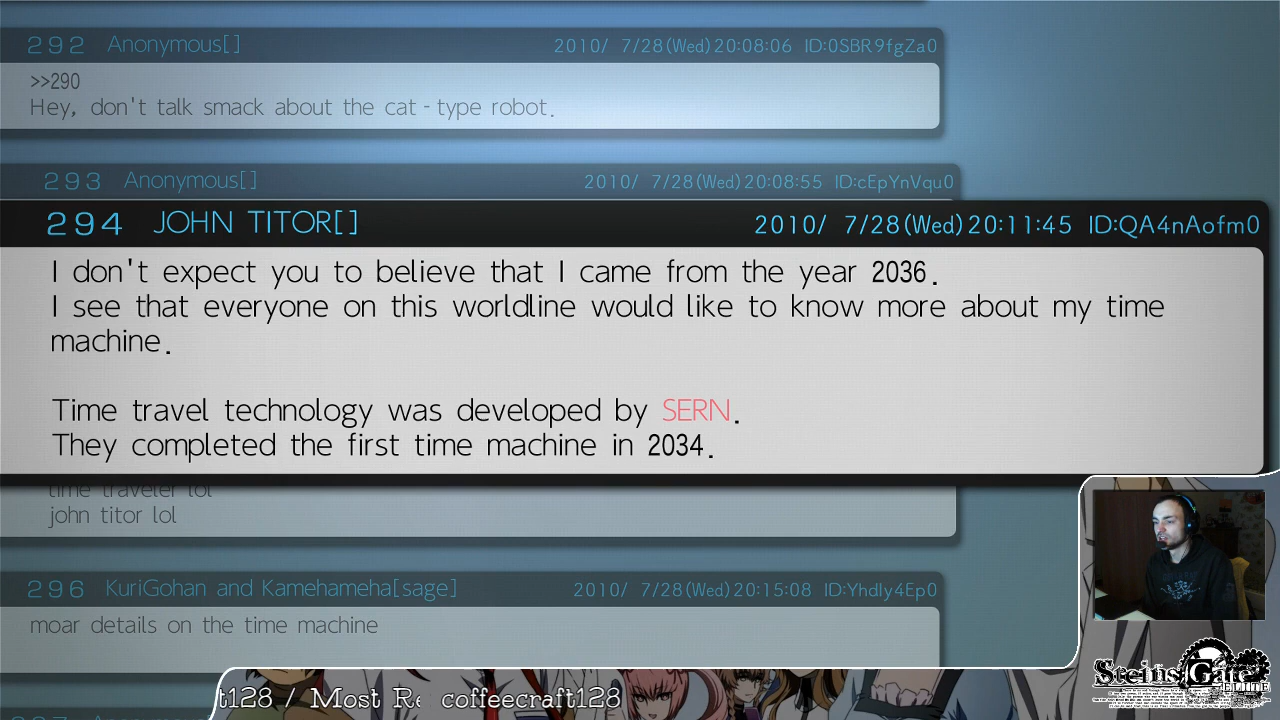 292 Anonymous[] 2010/ 7/28(Wed)20:08:06 ID:0SBR9fgZa0
>>290
Hey, don't talk smack about the cat-type robot.
293 Anonymous[] 2010/ 7/28(Wed)20:08:55 ID:cEpYnVqu0
294 JOHN TITOR[] 2010/ 7/28(Wed)20:11:45 ID:QA4nAofm0
I don't expect you to believe that I came from the year 2036.
I see that everyone on this worldline would like to know more about my time
machine.
Time travel technology was developed by SERN.
They completed the first time machine in 2034.
time traveler lol
john titor lol
296 KuriGohan and Kamehameha[sage] 2010/ 7/28(Wed)20:15:08 ID:Yhdly4Ep0
moar details on the time machine
t128 / Most R: coffeecraft128
Steins;Gate
ELITE